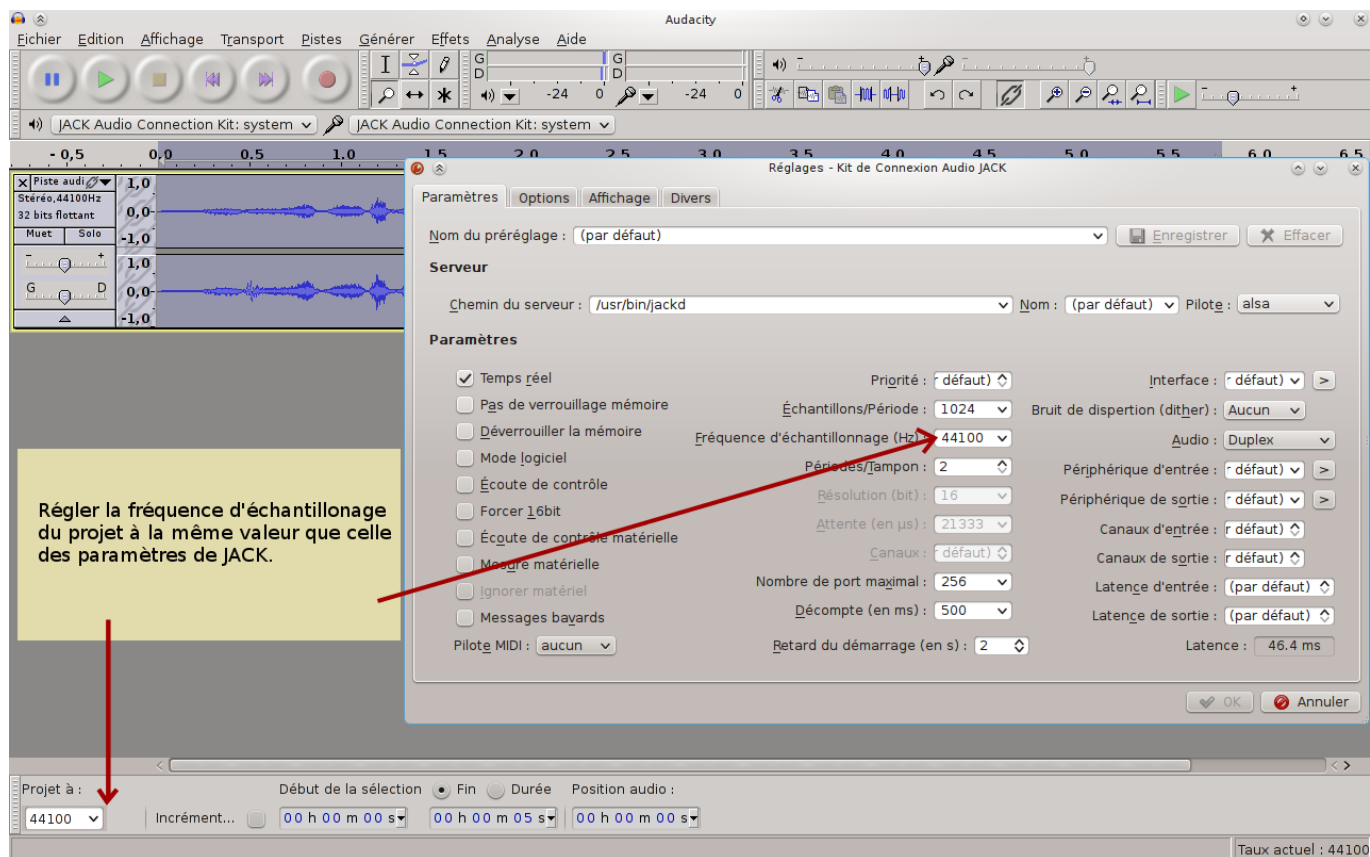 Audacity
Eichier Edition Affichage Transport Pistes Générer Effets Analyse Aide
G G
D D
-24 0 -24 0
JACK Audio Connection Kit: system JACK Audio Connection Kit: system
- 0,5 0,0 0,5 1,0 1,5 2,0 2,5 3,0 3,5 4,0 4,5 5,0 5,5 6,0 6,5
Piste audi
Stéréo,44100Hz
32 bits flottant
Muet Solo
- +
G D
1,0
0,0
-1,0
1,0
0,0
-1,0
Réglages - Kit de Connexion Audio JACK
Paramètres Options Affichage Divers
Nom du préréglage : (par défaut) Enregistrer Effacer
Serveur
Chemin du serveur : /usr/bin/jackd Nom : (par défaut) Pilote : alsa
Paramètres
Temps réel
Pas de verrouillage mémoire
Déverrouiller la mémoire
Mode logiciel
Écoute de contrôle
Forcer 16bit
Écoute de contrôle matérielle
Mesure matérielle
Ignorer matériel
Messages bavards
Pilote MIDI : aucun
Priorité : r défaut)
Échantillons/Période : 1024
Fréquence d'échantillonnage (Hz) : 44100
Périodes/Tampon : 2
Résolution (bit) : 16
Attente (en µs) : 21333
Canaux : r défaut)
Nombre de port maximal : 256
Décompte (en ms) : 500
Retard du démarrage (en s) : 2
Interface : r défaut) >
Bruit de dispertion (dither) : Aucun
Audio : Duplex
Périphérique d'entrée : r défaut) >
Périphérique de sortie : r défaut) >
Canaux d'entrée : r défaut)
Canaux de sortie : r défaut)
Latence d'entrée : (par défaut)
Latence de sortie : (par défaut)
Latence : 46.4 ms
OK Annuler
Régler la fréquence d'échantillonage
du projet à la même valeur que celle
des paramètres de JACK.
Projet à :
44100
Incrément...
Début de la sélection Fin Durée Position audio :
00 h 00 m 00 s 00 h 00 m 05 s 00 h 00 m 00 s
Taux actuel : 44100